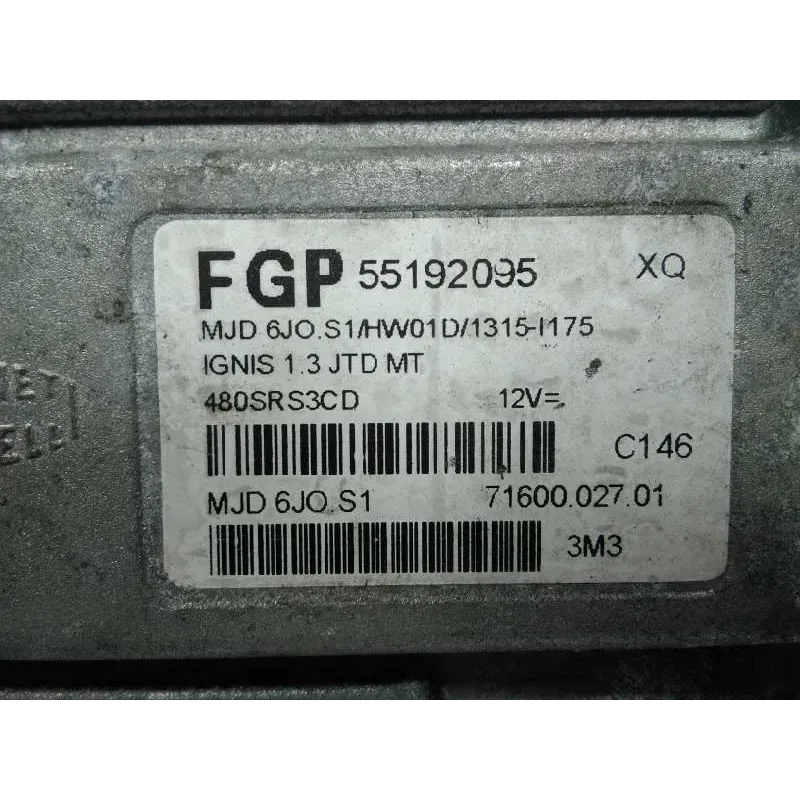 FGP 55192095 XQ
MJD 6JO.S1/HW01D/1315-I175
IGNIS 1.3 JTD MT
480SRS3CD 12V=
C146
MJD 6JO.S1 71600.027.01
3M3